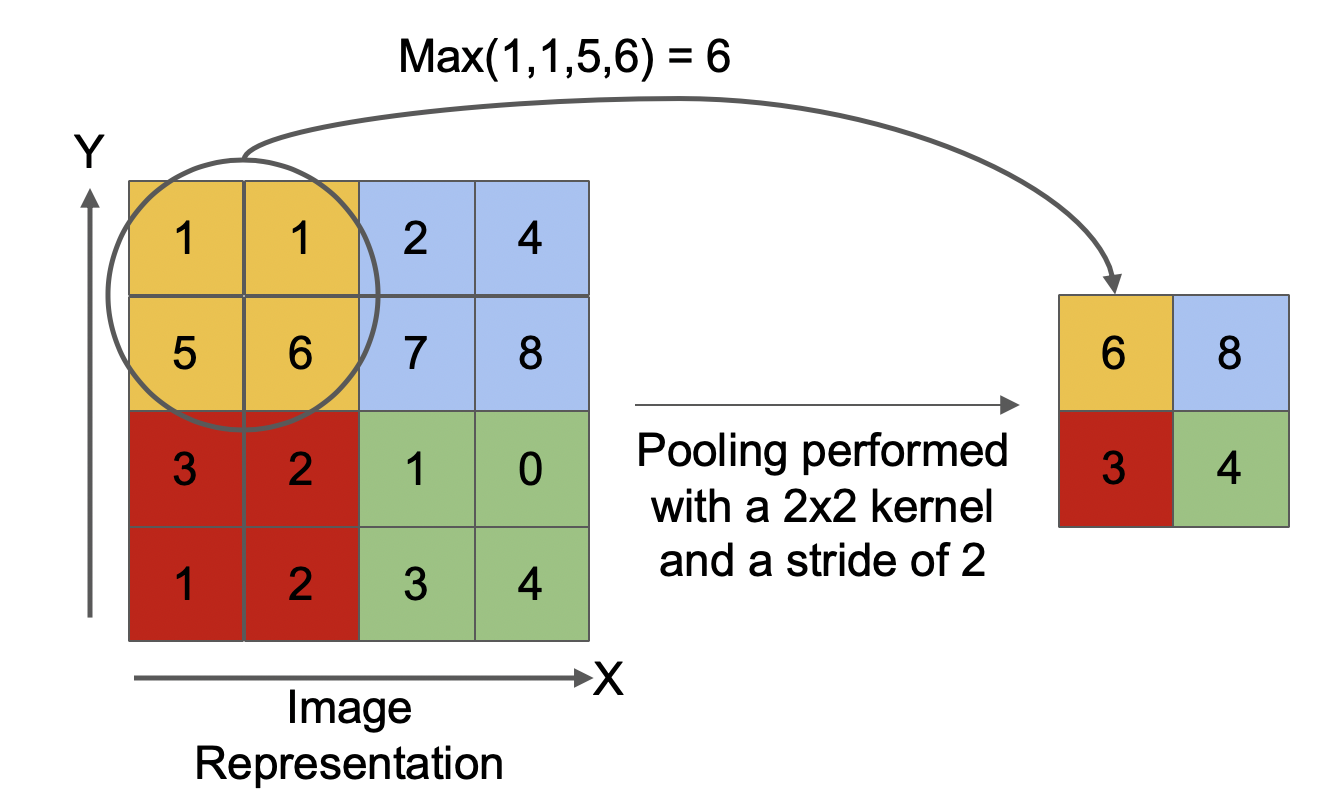 Max(1,1,5,6) = 6
Y
1 1 2 4
5 6 7 8
3 2 1 0
1 2 3 4
X
Image
Representation
Pooling performed
with a 2x2 kernel
and a stride of 2
6 8
3 4